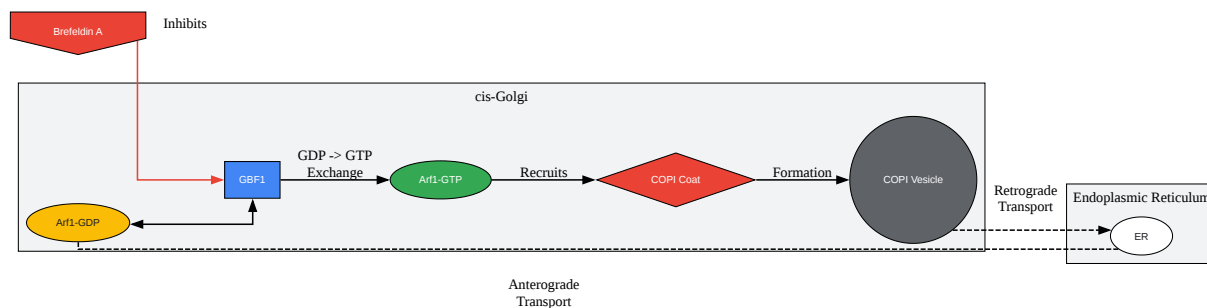 Brefeldin A
Inhibits
cis-Golgi
GDP -> GTP
Exchange
GBF1
Arf1-GTP
Recruits
COPI Coat
Formation
COPI Vesicle
Retrograde
Transport
Endoplasmic Reticulum
Arf1-GDP
ER
Anterograde
Transport